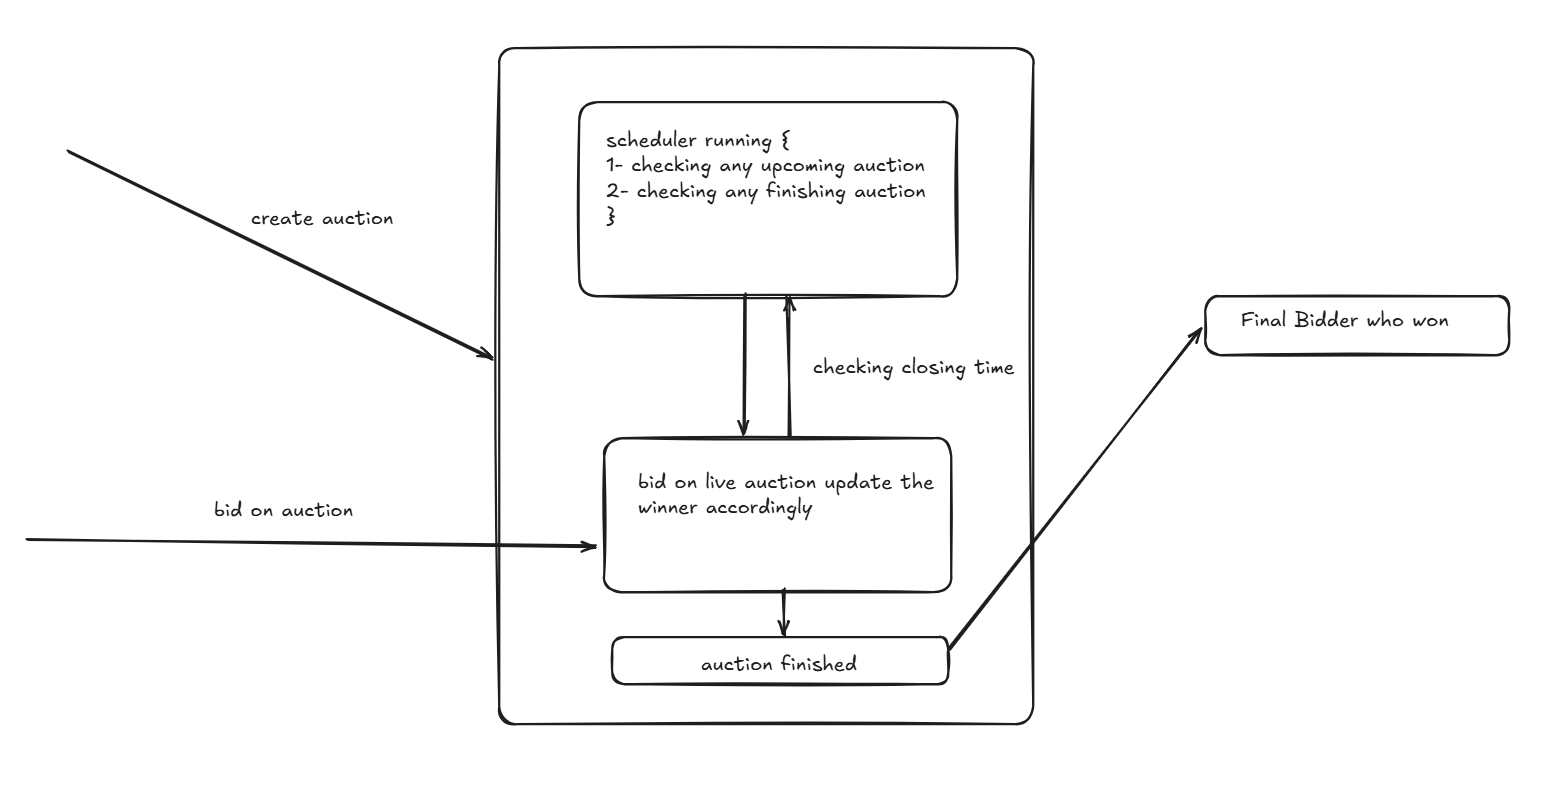 scheduler running {
1- checking any upcoming auction
2- checking any finishing auction
}
create auction
Final Bidder who won
checking closing time
bid on live auction update the
winner accordingly
bid on auction
auction finished